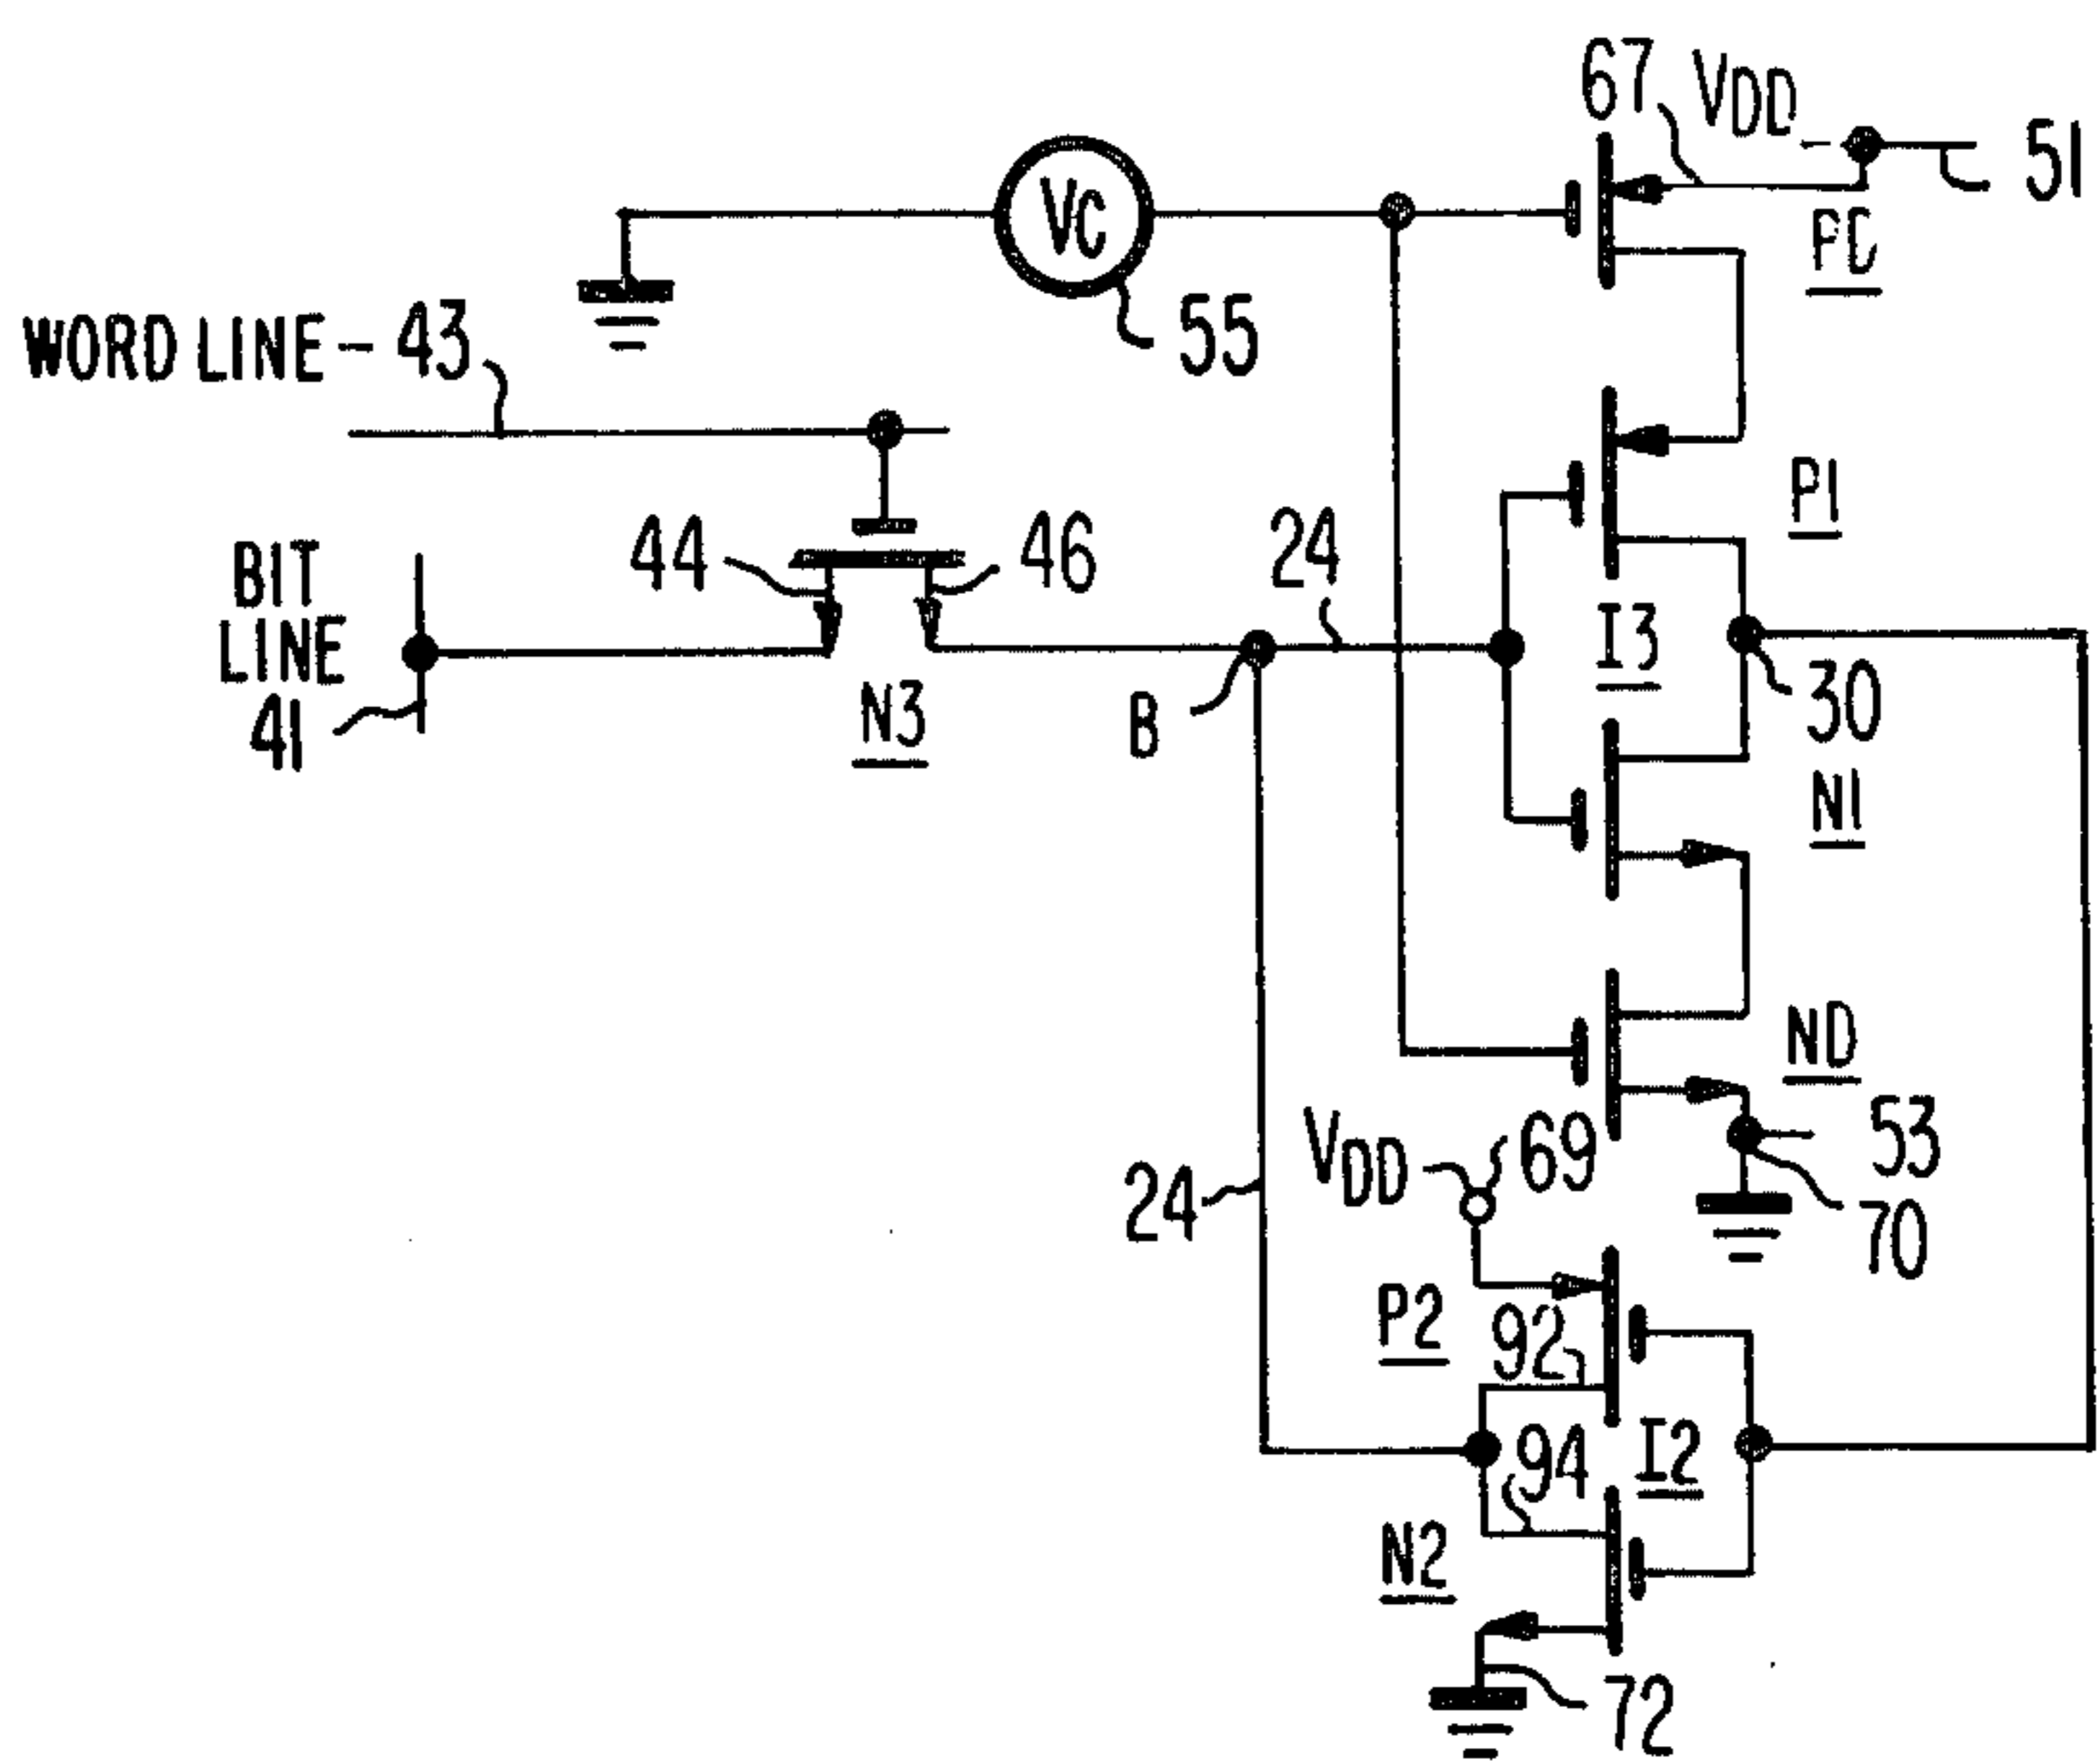 67 VDD
51
VC
PC
55
WORD LINE - 43
P1
44
46
24
BIT
LINE
41
I3
30
N3
B
N1
ND
53
VDD
69
24
70
P2
92
94
I2
N2
72